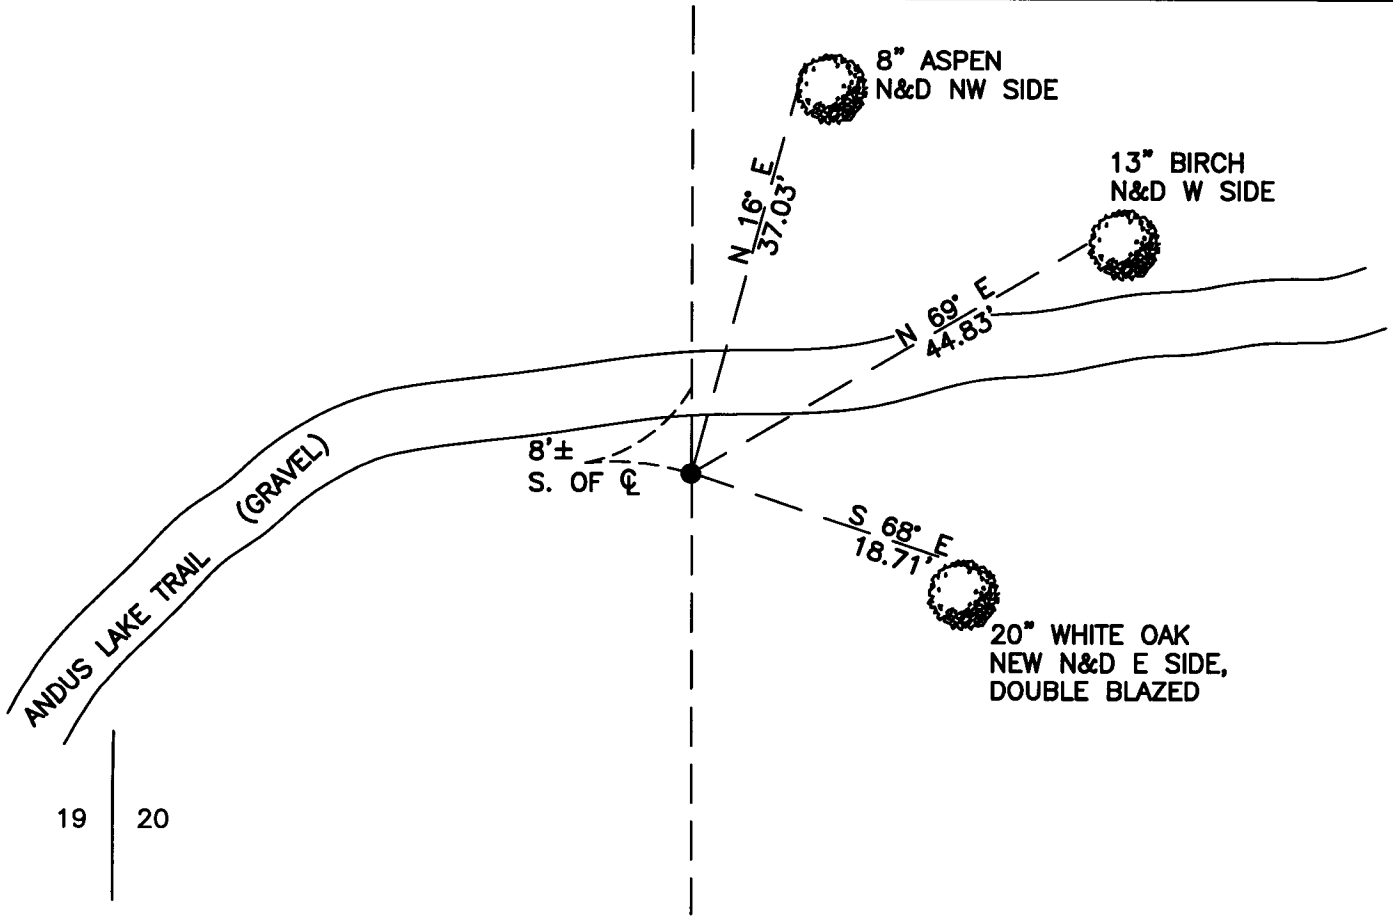 8" ASPEN
N&D NW SIDE
13" BIRCH
N&D W SIDE
N 16° E
37.03'
N 69° E
44.83'
8'±
S. OF ℄
(GRAVEL)
ANDUS LAKE TRAIL
S 68° E
18.71'
20" WHITE OAK
NEW N&D E SIDE,
DOUBLE BLAZED
19 20